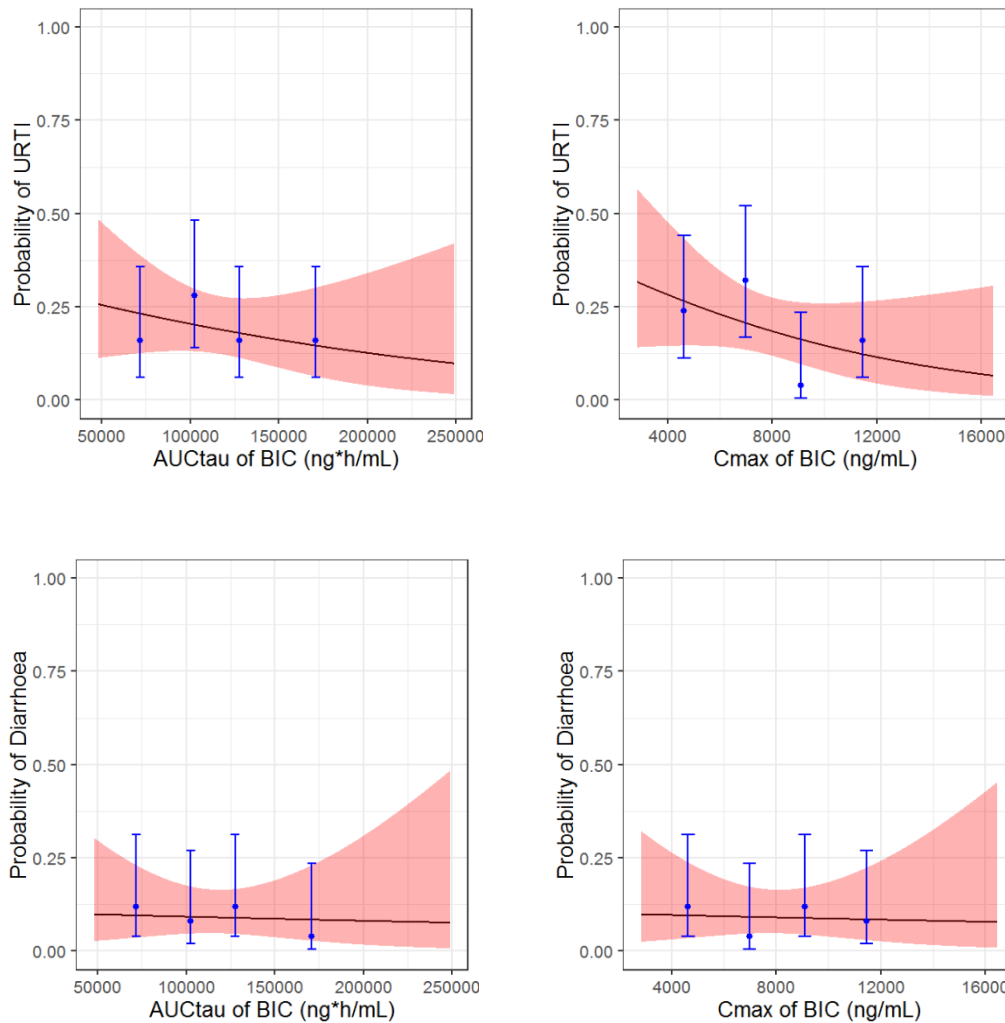 Probability of URTI
1.00
0.75
0.50
0.25
0.00
50000 100000 150000 200000 250000
AUCtau of BIC (ng*h/mL)
Probability of URTI
1.00
0.75
0.50
0.25
0.00
4000 8000 12000 16000
Cmax of BIC (ng/mL)
Probability of Diarrhoea
1.00
0.75
0.50
0.25
0.00
50000 100000 150000 200000 250000
AUCtau of BIC (ng*h/mL)
Probability of Diarrhoea
1.00
0.75
0.50
0.25
0.00
4000 8000 12000 16000
Cmax of BIC (ng/mL)